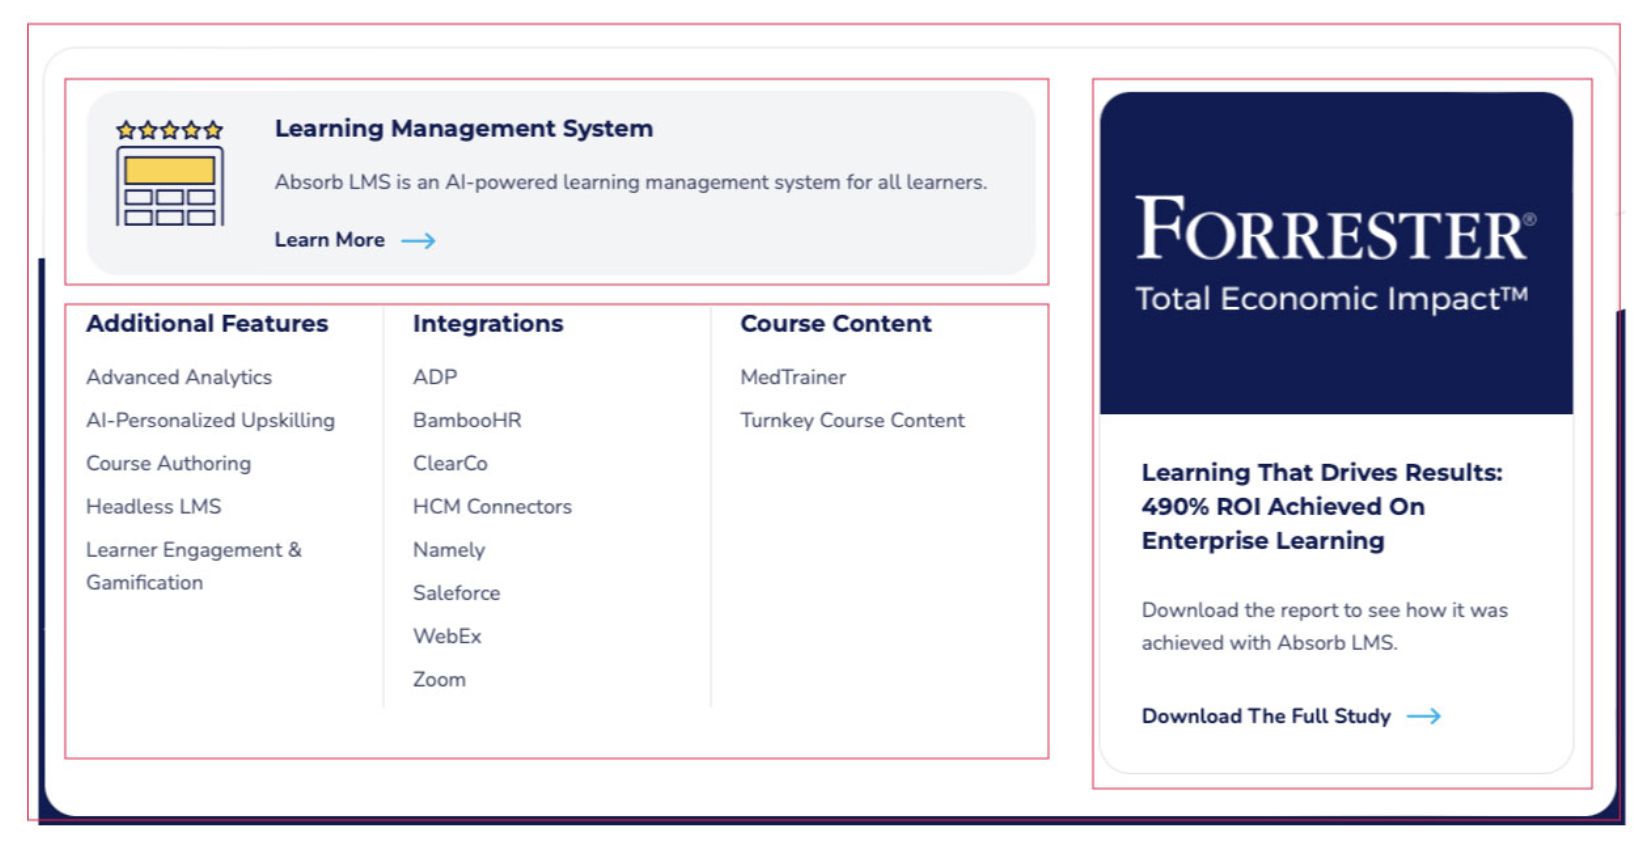 Learning Management System
Absorb LMS is an AI-powered learning management system for all learners.
Learn More
Additional Features
Advanced Analytics
AI-Personalized Upskilling
Course Authoring
Headless LMS
Learner Engagement &
Gamification
Integrations
ADP
BambooHR
ClearCo
HCM Connectors
Namely
Saleforce
WebEx
Zoom
Course Content
MedTrainer
Turnkey Course Content
FORRESTER®
Total Economic Impact™
Learning That Drives Results:
490% ROI Achieved On
Enterprise Learning
Download the report to see how it was
achieved with Absorb LMS.
Download The Full Study